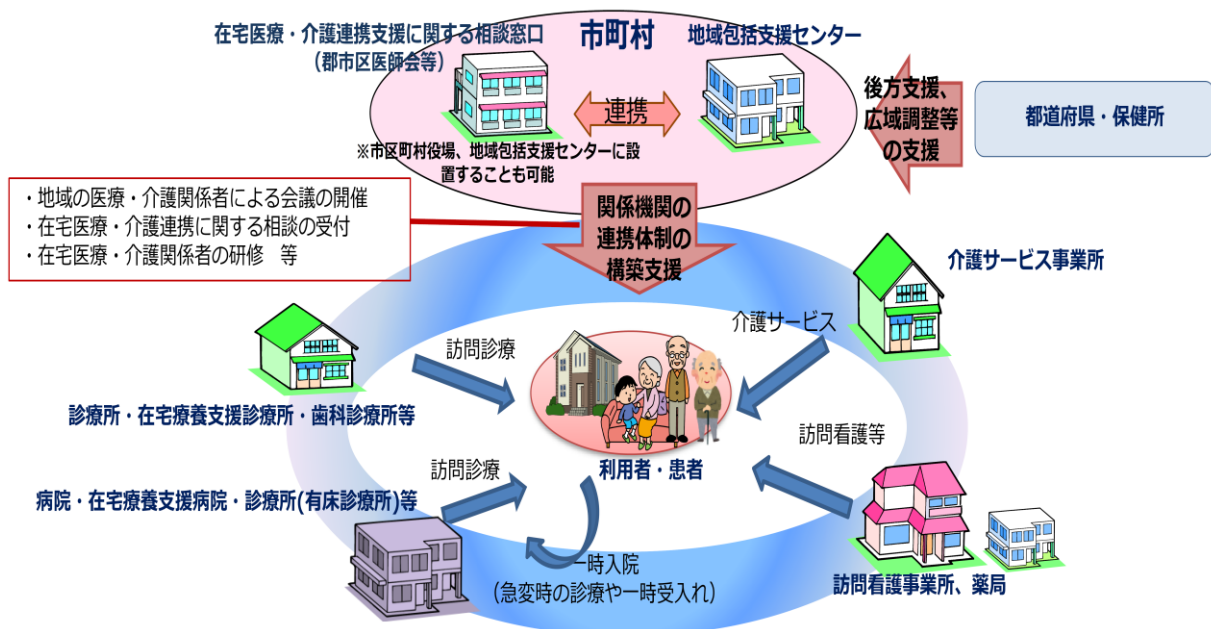 在宅医療・介護連携支援に関する相談窓口
（郡市区医師会等）
市町村
地域包括支援センター
連携
※市区町村役場、地域包括支援センターに設
置することも可能
後方支援、
広域調整等
の支援
都道府県・保健所
・地域の医療・介護関係者による会議の開催
・在宅医療・介護連携に関する相談の受付
・在宅医療・介護関係者の研修　等
関係機関の
連携体制の
構築支援
介護サービス事業所
介護サービス
訪問診療
診療所・在宅療養支援診療所・歯科診療所等
訪問看護等
利用者・患者
訪問診療
病院・在宅療養支援病院・診療所(有床診療所)等
一時入院
（急変時の診療や一時受入れ）
訪問看護事業所、薬局